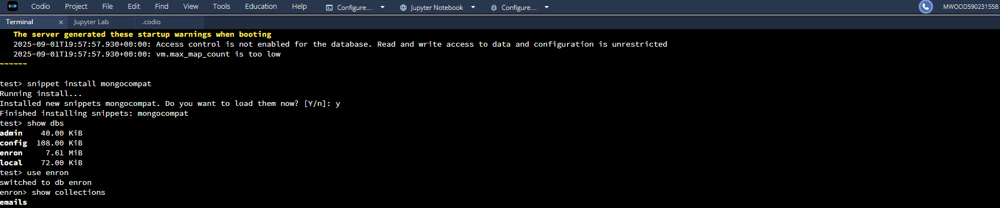 Codio Project File Edit Find View Tools Education Help Configure.... Jupyter Notebook Configure.... MWOOD590231558
Terminal × Jupyter Lab .codio
The server generated these startup warnings when booting
2025-09-01T19:57:57.930+00:00: Access control is not enabled for the database. Read and write access to data and configuration is unrestricted
2025-09-01T19:57:57.930+00:00: vm.max_map_count is too low
------
test> snippet install mongocompat
Running install...
Installed new snippets mongocompat. Do you want to load them now? [Y/n]: y
Finished installing snippets: mongocompat
test> show dbs
admin 40.00 KiB
config 108.00 KiB
enron 7.61 MiB
local 72.00 KiB
test> use enron
switched to db enron
enron> show collections
emails